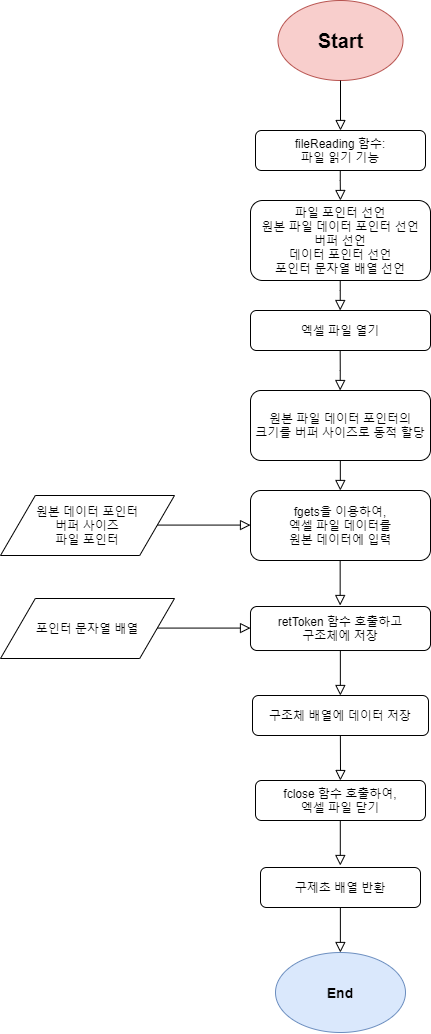 Start
fileReading 함수:
파일 읽기 기능
파일 포인터 선언
원본 파일 데이터 포인터 선언
버퍼 선언
데이터 포인터 선언
포인터 문자열 배열 선언
엑셀 파일 열기
원본 파일 데이터 포인터의
크기를 버퍼 사이즈로 동적 할당
원본 데이터 포인터
버퍼 사이즈
파일 포인터
fgets을 이용하여,
엑셀 파일 데이터를
원본 데이터에 입력
포인터 문자열 배열
retToken 함수 호출하고
구조체에 저장
구조체 배열에 데이터 저장
fclose 함수 호출하여,
엑셀 파일 닫기
구제초 배열 반환
End